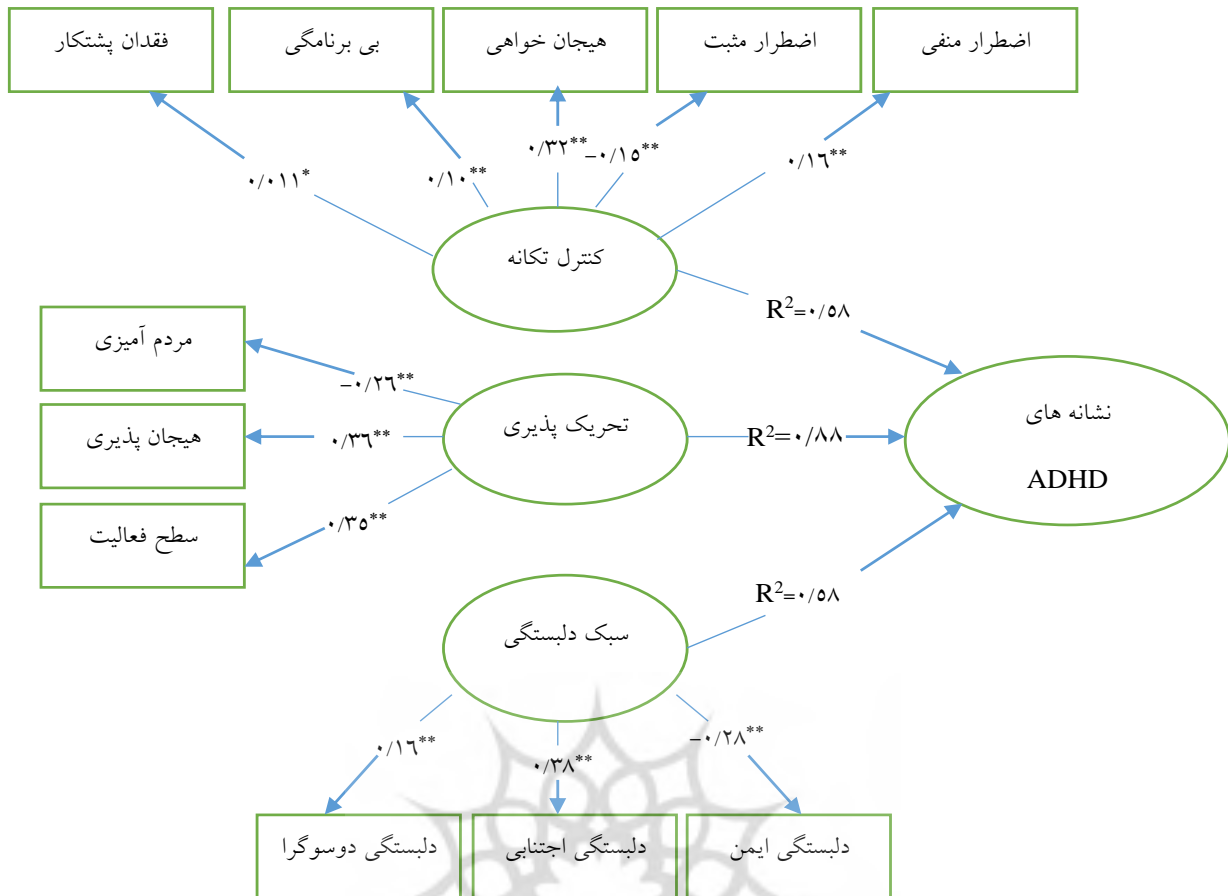 اضطرار منفی
اضطرار مثبت
هیجان خواهی
بی برنامگی
فقدان پشتکار
۰/۱۶**
−۰/۱۵**
۰/۳۲**
۰/۱۰**
۰/۰۱۱*
کنترل تکانه
R²=۰/۵۸
مردم آمیزی
−۰/۲۶**
هیجان پذیری
۰/۳۶**
تحریک پذیری
R²=۰/۸۸
نشانه های
ADHD
سطح فعالیت
۰/۳۵**
R²=۰/۵۸
سبک دلبستگی
−۰/۲۸**
۰/۳۸**
۰/۱۶**
دلبستگی ایمن
دلبستگی اجتنابی
دلبستگی دوسوگرا